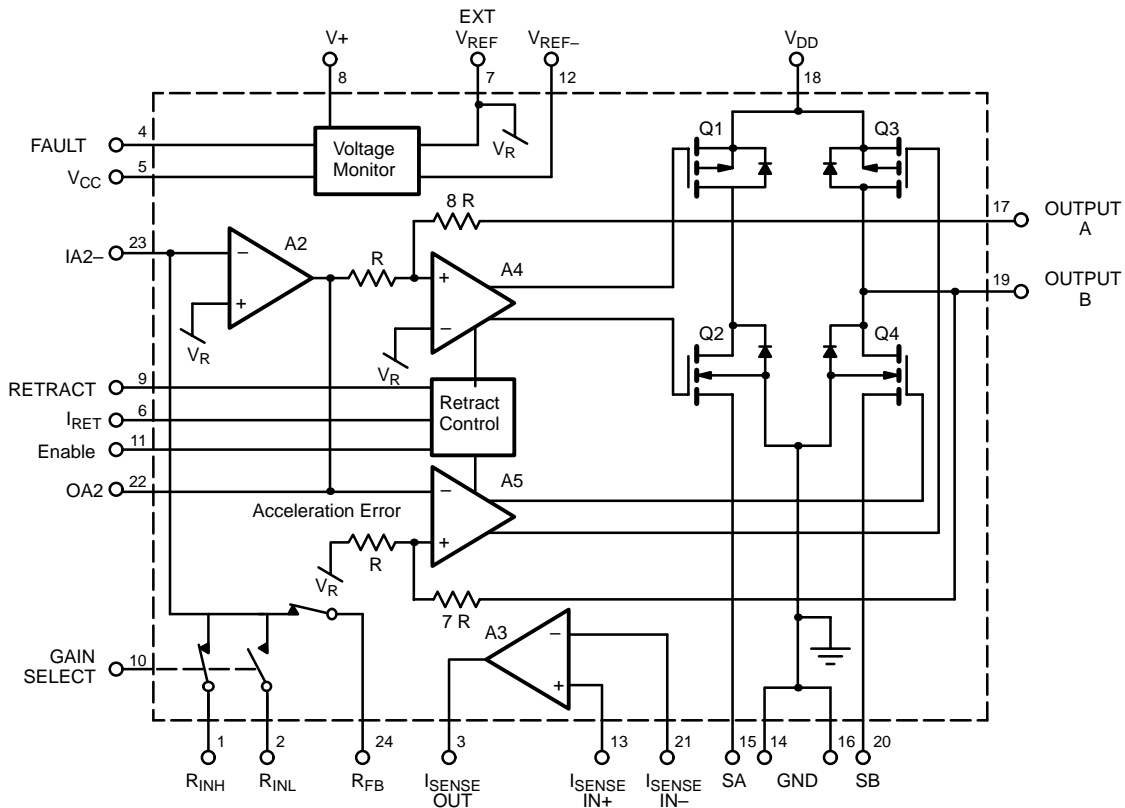 EXT
V+
VREF
VREF–
VDD
8
7
12
18
FAULT
4
Voltage
Monitor
VR
Q1
Q3
VCC
5
8 R
17
OUTPUT
A
IA2–
23
A2
–
+
VR
R
A4
+
–
VR
19
OUTPUT
B
Q2
Q4
RETRACT
9
Retract
Control
IRET
6
Enable
11
OA2
22
A5
–
+
Acceleration Error
R
VR
7 R
A3
–
+
GAIN
SELECT
10
1
2
24
3
13
21
15
14
16
20
RINH
RINL
RFB
ISENSE
OUT
ISENSE
IN+
ISENSE
IN–
SA
GND
SB